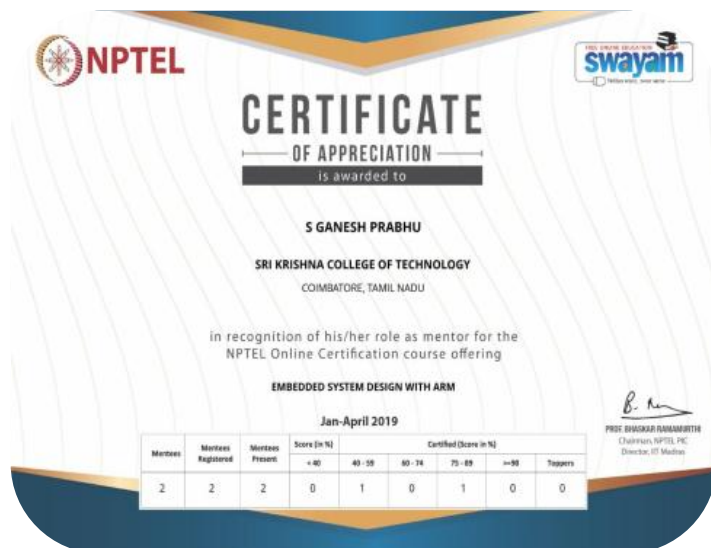 NPTEL
FREE ONLINE EDUCATION
swayam
CERTIFICATE
OF APPRECIATION
is awarded to
S GANESH PRABHU
SRI KRISHNA COLLEGE OF TECHNOLOGY
COIMBATORE, TAMIL NADU
in recognition of his/her role as mentor for the
NPTEL Online Certification course offering
EMBEDDED SYSTEM DESIGN WITH ARM
Jan-April 2019
PROF. BHASKAR RAMAMURTHI
Chairman, NPTEL PIC
Director, IIT Madras
Mentees Mentees Registered Mentees Present Score (in %) Certified (Score in %)
< 40 40 - 59 60 - 74 75 - 89 >=90 Toppers
2 2 2 0 1 0 1 0 0